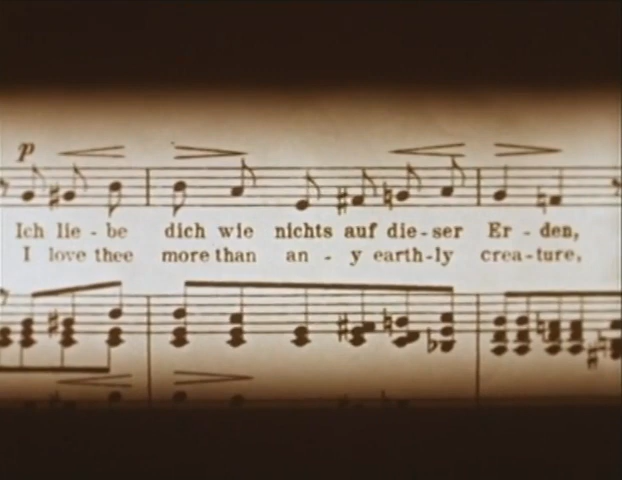 p
Ich lie - be dich wie nichts auf die - ser Er - den,
I love thee more than an - y earth - ly crea - ture,